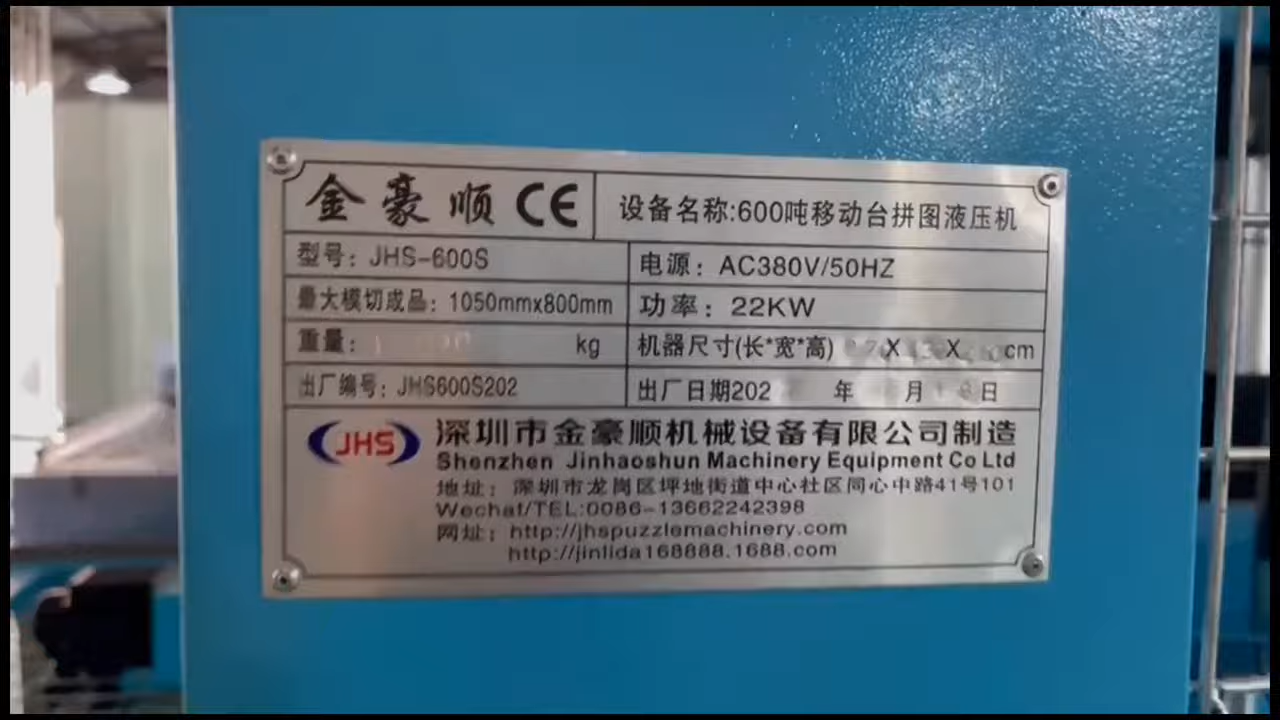 金豪顺 CE
设备名称:600吨移动台拼图液压机
型号: JHS-600S
电源: AC380V/50HZ
最大模切成品: 1050mmx800mm
功率: 22KW
重量: kg
机器尺寸(长*宽*高) X X cm
出厂编号: JHS600S202
出厂日期202 年 月 日
JHS
深圳市金豪顺机械设备有限公司制造
Shenzhen Jinhaoshun Machinery Equipment Co Ltd
地址: 深圳市龙岗区坪地街道中心社区同心中路41号101
Wechat/TEL:0086-13662242398
网址: http://jhspuzzlemachinery.com
http://jinlida168888.1688.com